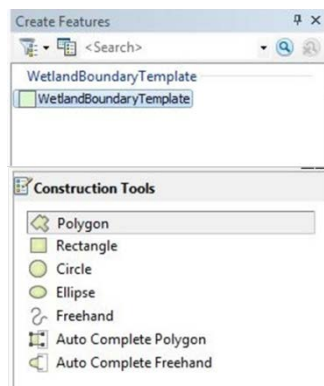 Create Features
<Search>
WetlandBoundaryTemplate
WetlandBoundaryTemplate
Construction Tools
Polygon
Rectangle
Circle
Ellipse
Freehand
Auto Complete Polygon
Auto Complete Freehand